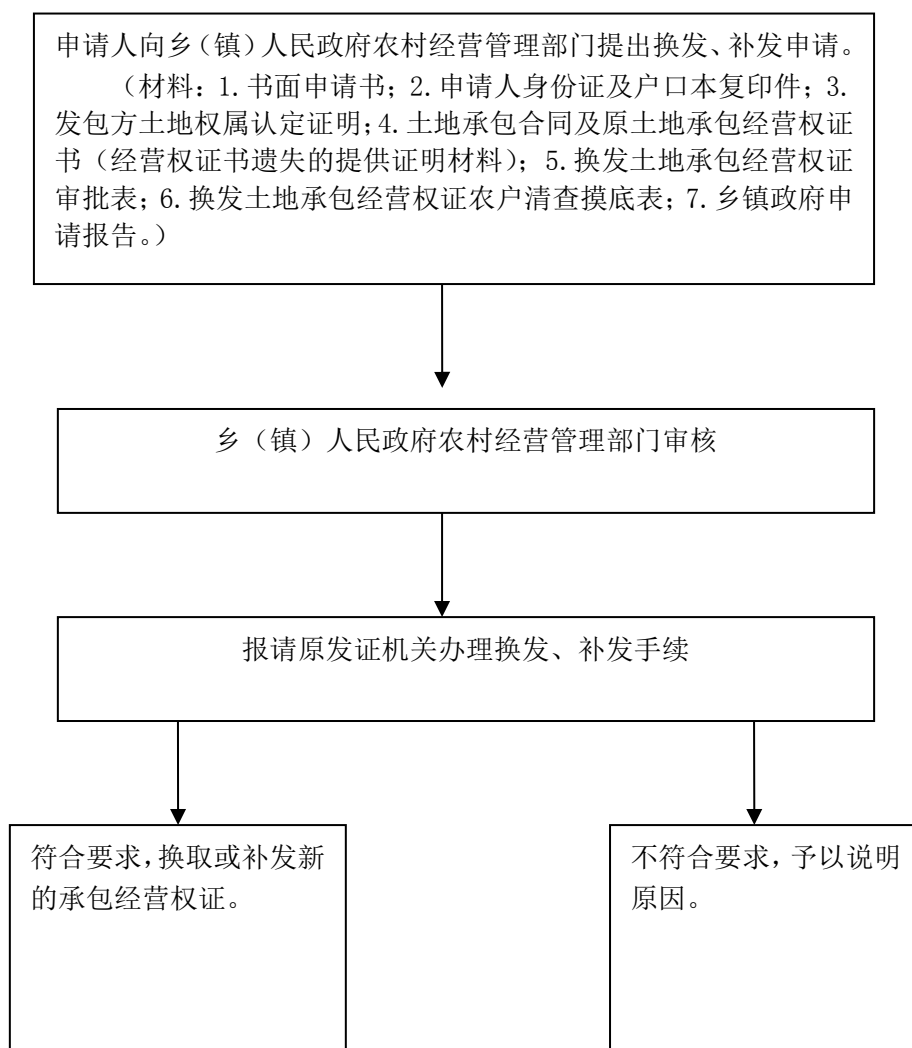 申请人向乡（镇）人民政府农村经营管理部门提出换发、补发申请。
（材料：1.书面申请书；2.申请人身份证及户口本复印件；3.
发包方土地权属认定证明；4.土地承包合同及原土地承包经营权证
书（经营权证书遗失的提供证明材料）；5.换发土地承包经营权证
审批表；6.换发土地承包经营权证农户清查摸底表；7.乡镇政府申
请报告。）
乡（镇）人民政府农村经营管理部门审核
报请原发证机关办理换发、补发手续
符合要求，换取或补发新
的承包经营权证。
不符合要求，予以说明
原因。